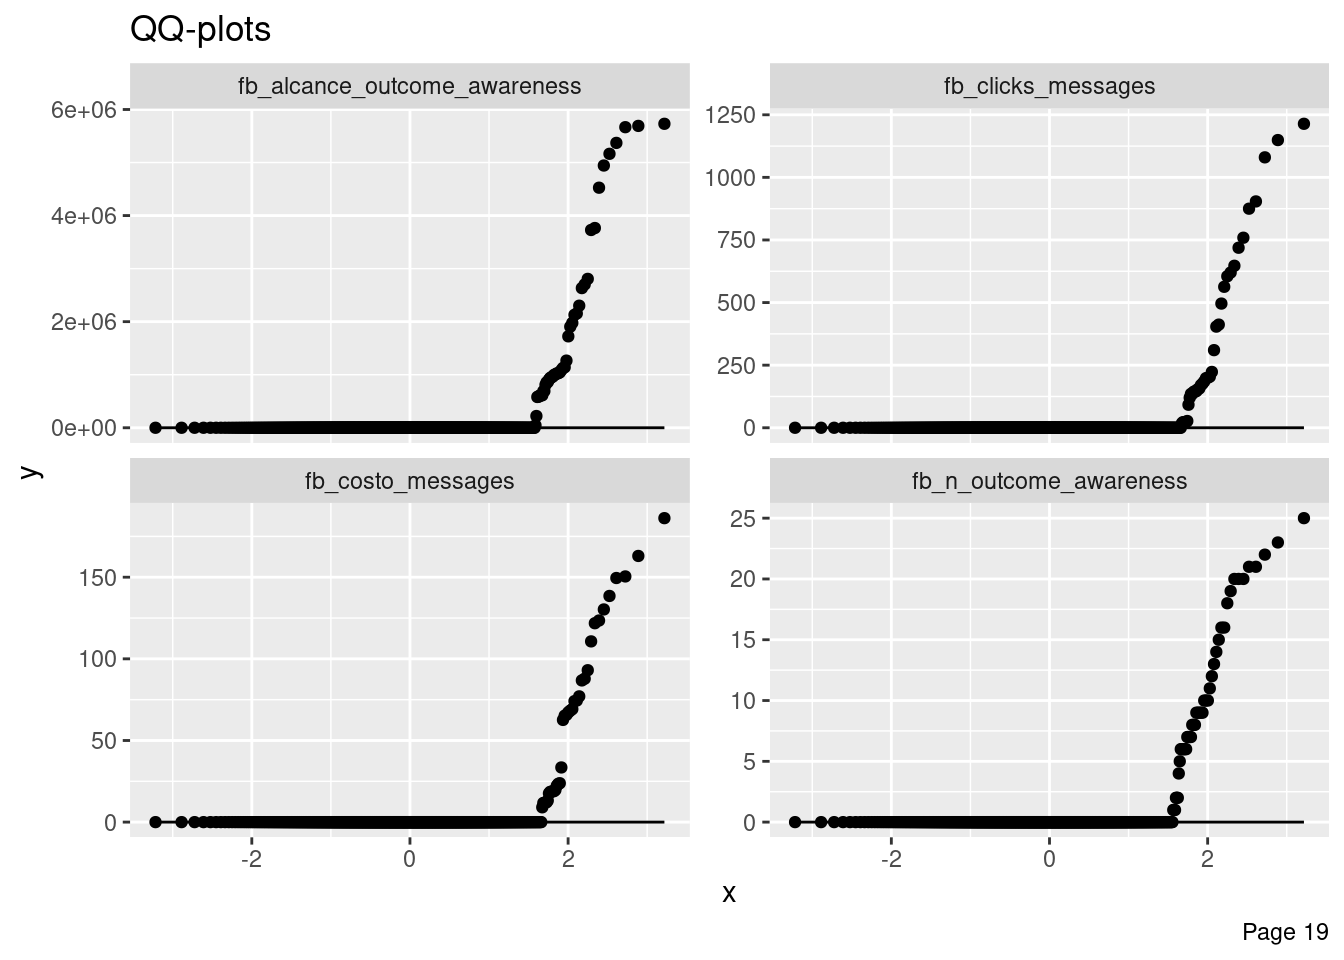 QQ-plots
fb_alcance_outcome_awareness
fb_clicks_messages
6e+06
4e+06
2e+06
0e+00
1250
1000
750
500
250
0
fb_costo_messages
fb_n_outcome_awareness
150
100
50
0
25
20
15
10
5
0
y
-2 0 2
-2 0 2
x
Page 19